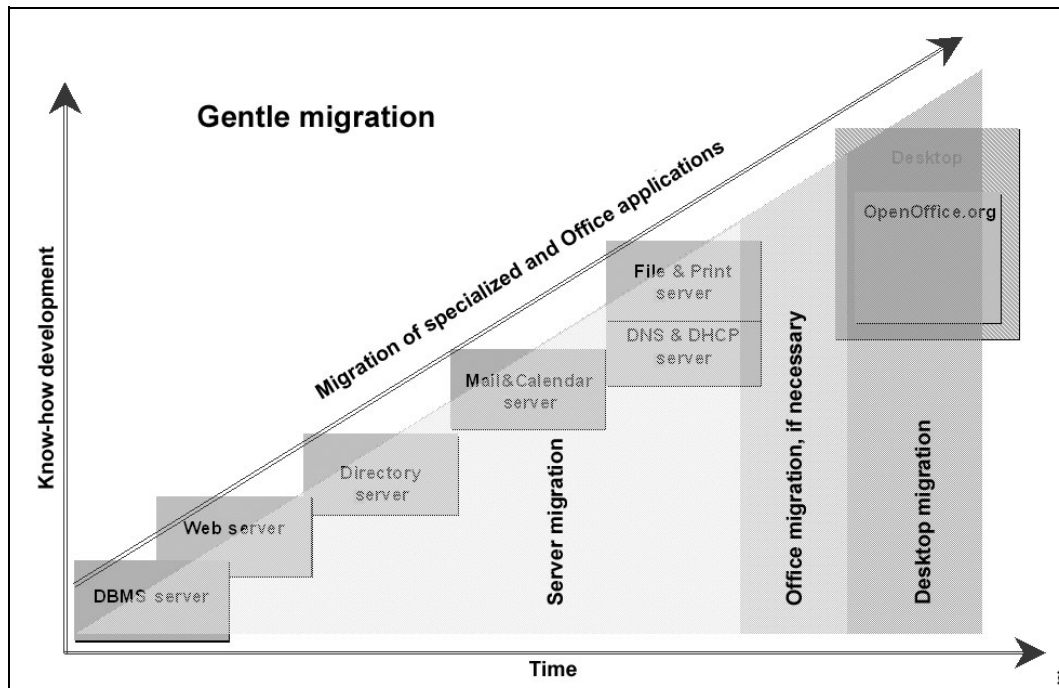 Gentle migration
Know-how development
Migration of specialized and Office applications
Desktop
OpenOffice.org
File & Print
server
DNS & DHCP
server
Mail&Calendar
server
Directory
server
Web server
DBMS server
Server migration
Office migration, if necessary
Desktop migration
Time